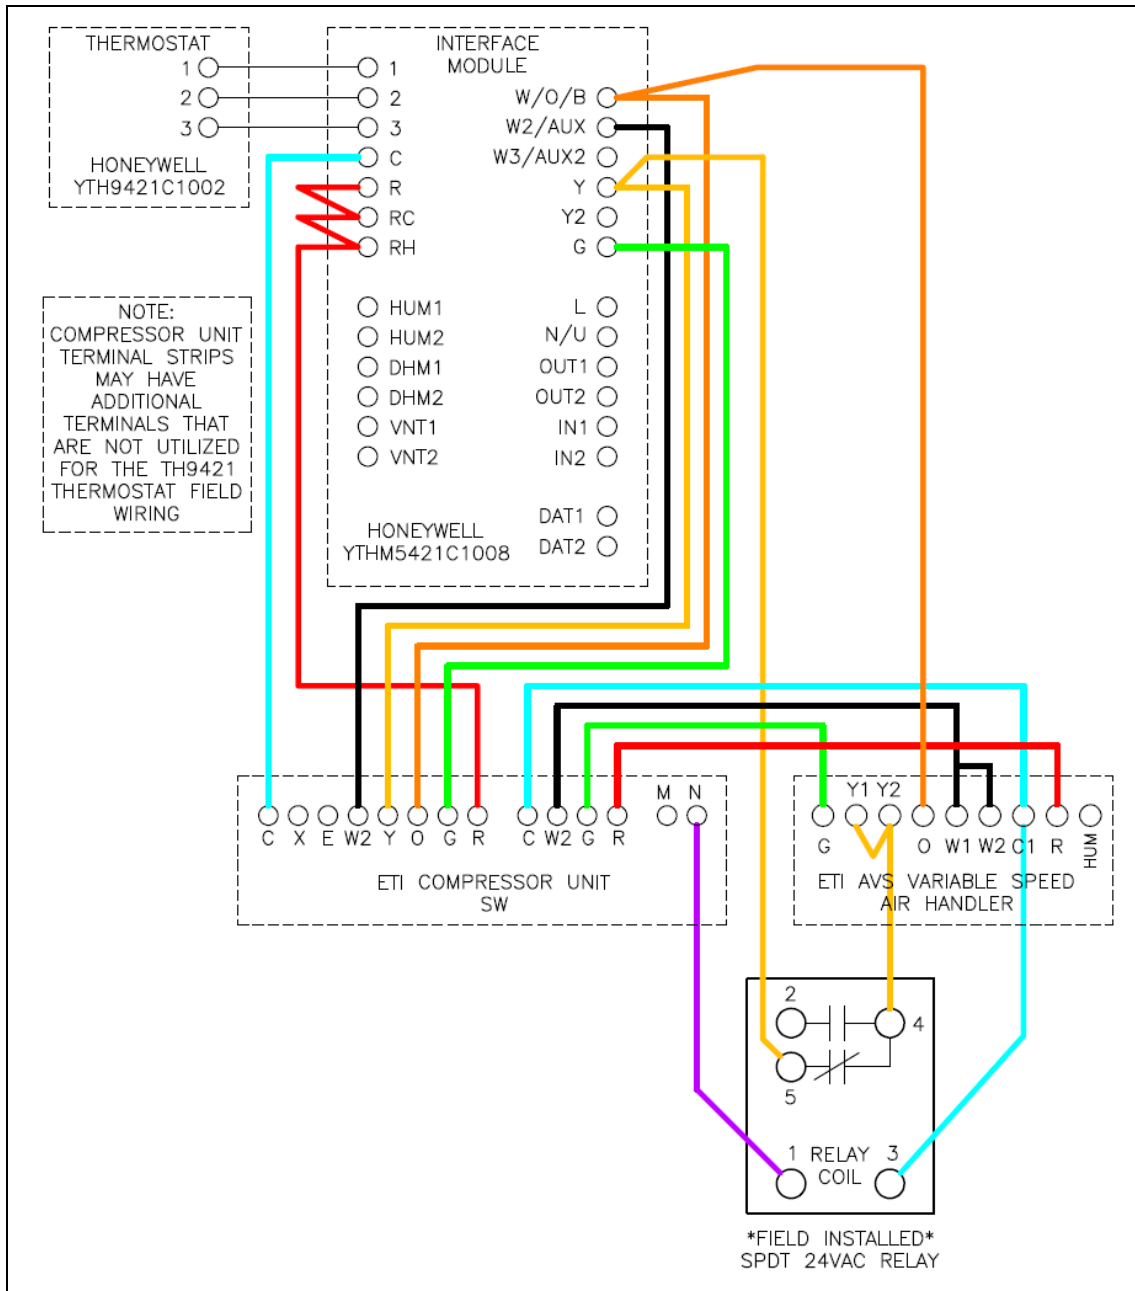 THERMOSTAT
1
2
3
HONEYWELL
YTH9421C1002
INTERFACE
MODULE
1
2
3
C
R
RC
RH
HUM1
HUM2
DHM1
DHM2
VNT1
VNT2
W/O/B
W2/AUX
W3/AUX2
Y
Y2
G
L
N/U
OUT1
OUT2
IN1
IN2
DAT1
DAT2
HONEYWELL
YTHM5421C1008
NOTE:
COMPRESSOR UNIT
TERMINAL STRIPS
MAY HAVE
ADDITIONAL
TERMINALS THAT
ARE NOT UTILIZED
FOR THE TH9421
THERMOSTAT FIELD
WIRING
M N
C X E W2 Y O G R C W2 G R
ETI COMPRESSOR UNIT
SW
Y1 Y2
G O W1 W2 C1 R HUM
ETI AVS VARIABLE SPEED
AIR HANDLER
2
4
5
1 RELAY 3
COIL
*FIELD INSTALLED*
SPDT 24VAC RELAY